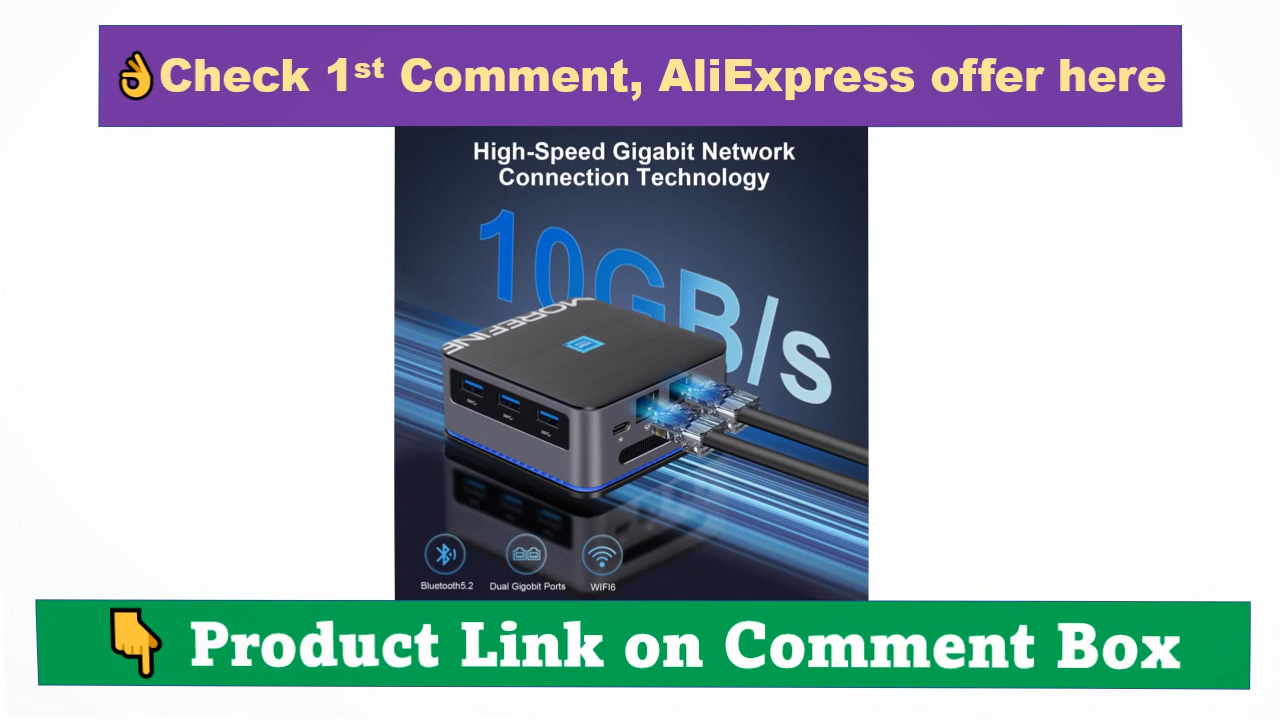 👌Check 1st Comment, AliExpress offer here
High-Speed Gigabit Network
Connection Technology
10GB/s
MOREFINE
Bluetooth5.2 Dual Gigobit Ports WIFI6
👇 Product Link on Comment Box